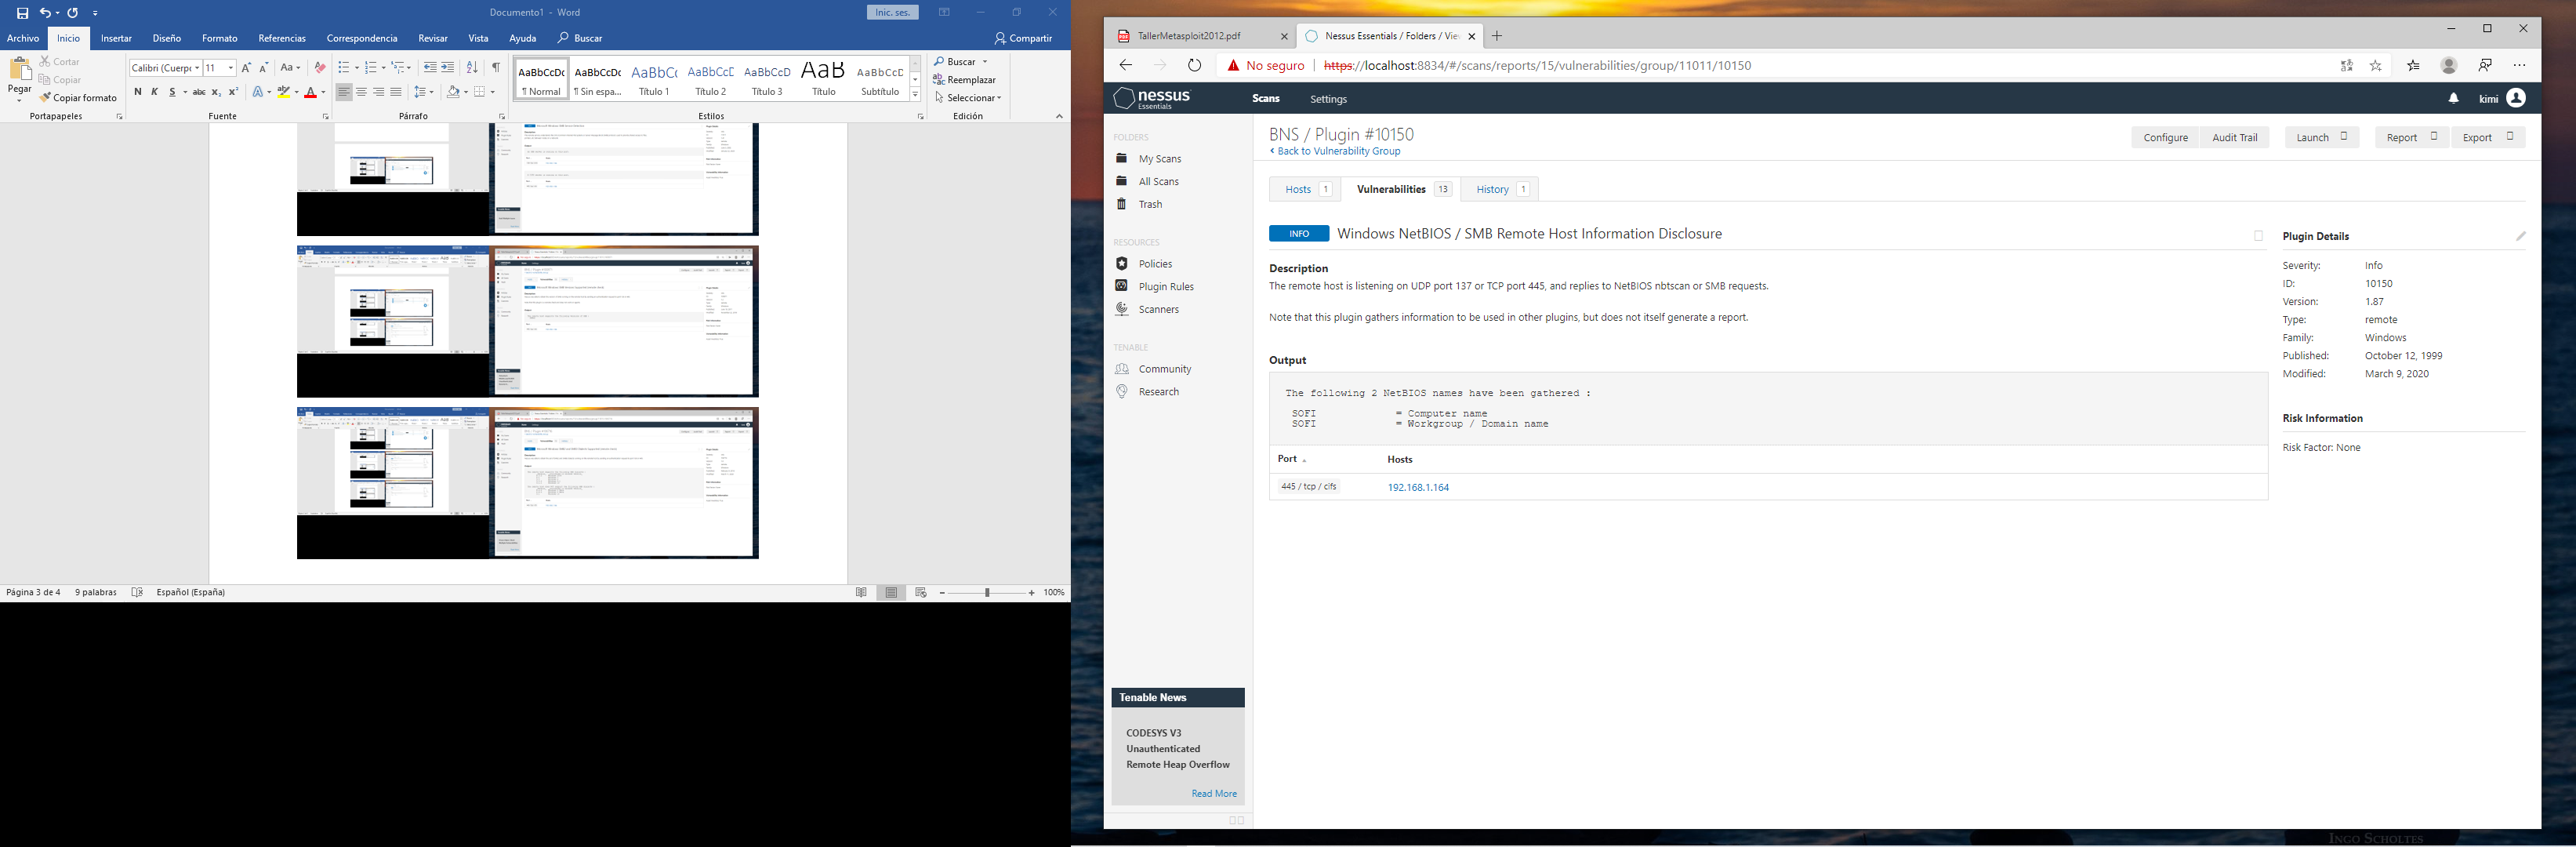 Documento1 - Word
Inic. ses.
Archivo
Inicio
Insertar
Diseño
Formato
Referencias
Correspondencia
Revisar
Vista
Ayuda
Buscar
Compartir
Pegar
Cortar
Copiar
Copiar formato
Portapapeles
Calibri (Cuerp
11
Fuente
Párrafo
AaBbCcDc
¶ Normal
AaBbCcDc
¶ Sin espa...
AaBbCc
Título 1
AaBbCcD
Título 2
AaBbCcD
Título 3
AaB
Título
AaBbCcD
Subtítulo
Estilos
Buscar
Reemplazar
Seleccionar
Edición
Página 3 de 4
9 palabras
Español (España)
100%
TallerMetasploit2012.pdf
Nessus Essentials / Folders / Vie
No seguro
https://localhost:8834/#/scans/reports/15/vulnerabilities/group/11011/10150
nessus
Essentials
Scans
Settings
kimi
FOLDERS
My Scans
All Scans
Trash
RESOURCES
Policies
Plugin Rules
Scanners
TENABLE
Community
Research
Tenable News
CODESYS V3
Unauthenticated
Remote Heap Overflow
Read More
BNS / Plugin #10150
Back to Vulnerability Group
Configure
Audit Trail
Launch
Report
Export
Hosts 1
Vulnerabilities 13
History 1
INFO
Windows NetBIOS / SMB Remote Host Information Disclosure
Description
The remote host is listening on UDP port 137 or TCP port 445, and replies to NetBIOS nbtscan or SMB requests.
Note that this plugin gathers information to be used in other plugins, but does not itself generate a report.
Output
The following 2 NetBIOS names have been gathered :
SOFI = Computer name
SOFI = Workgroup / Domain name
Port Hosts
445 / tcp / cifs 192.168.1.164
Plugin Details
Severity: Info
ID: 10150
Version: 1.87
Type: remote
Family: Windows
Published: October 12, 1999
Modified: March 9, 2020
Risk Information
Risk Factor: None
INGO SCHOLTES